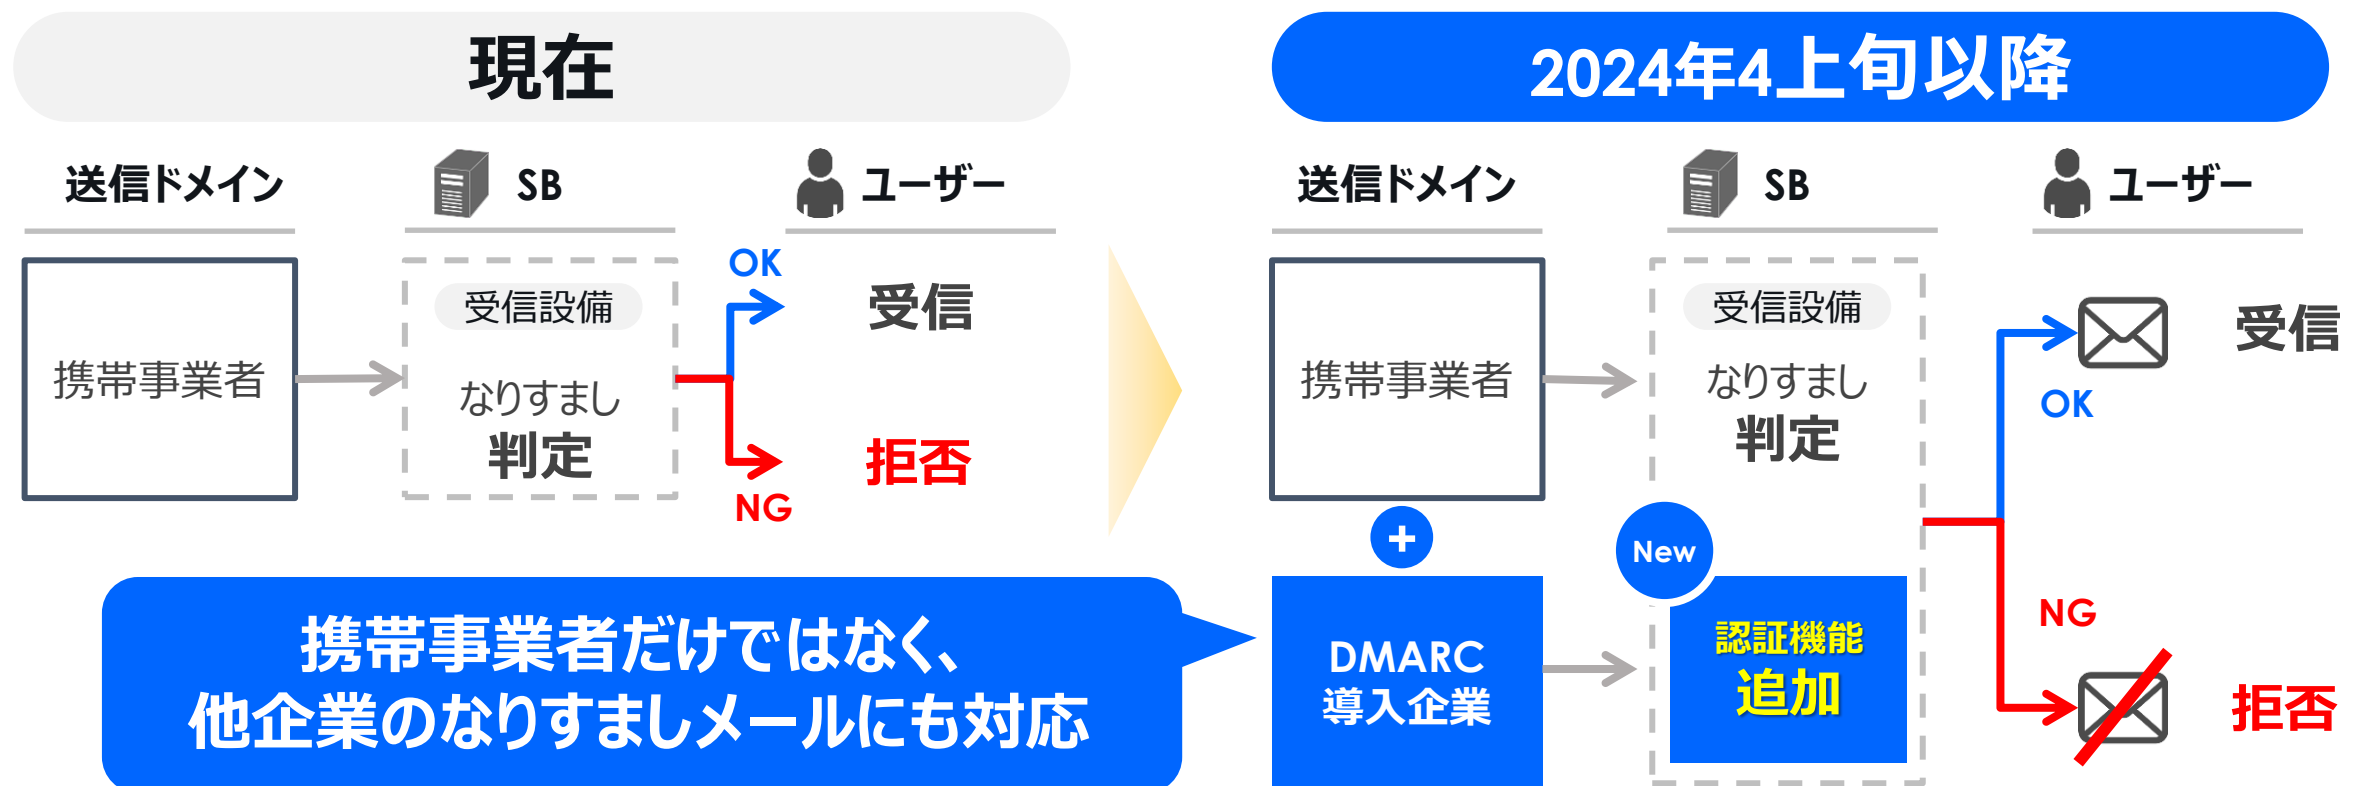 現在
送信ドメイン
SB
ユーザー
携帯事業者
受信設備
なりすまし
判定
OK
受信
NG
拒否
携帯事業者だけではなく、
他企業のなりすましメールにも対応
2024年4上旬以降
送信ドメイン
SB
ユーザー
携帯事業者
+
DMARC
導入企業
受信設備
なりすまし
判定
New
認証機能
追加
OK
受信
NG
拒否